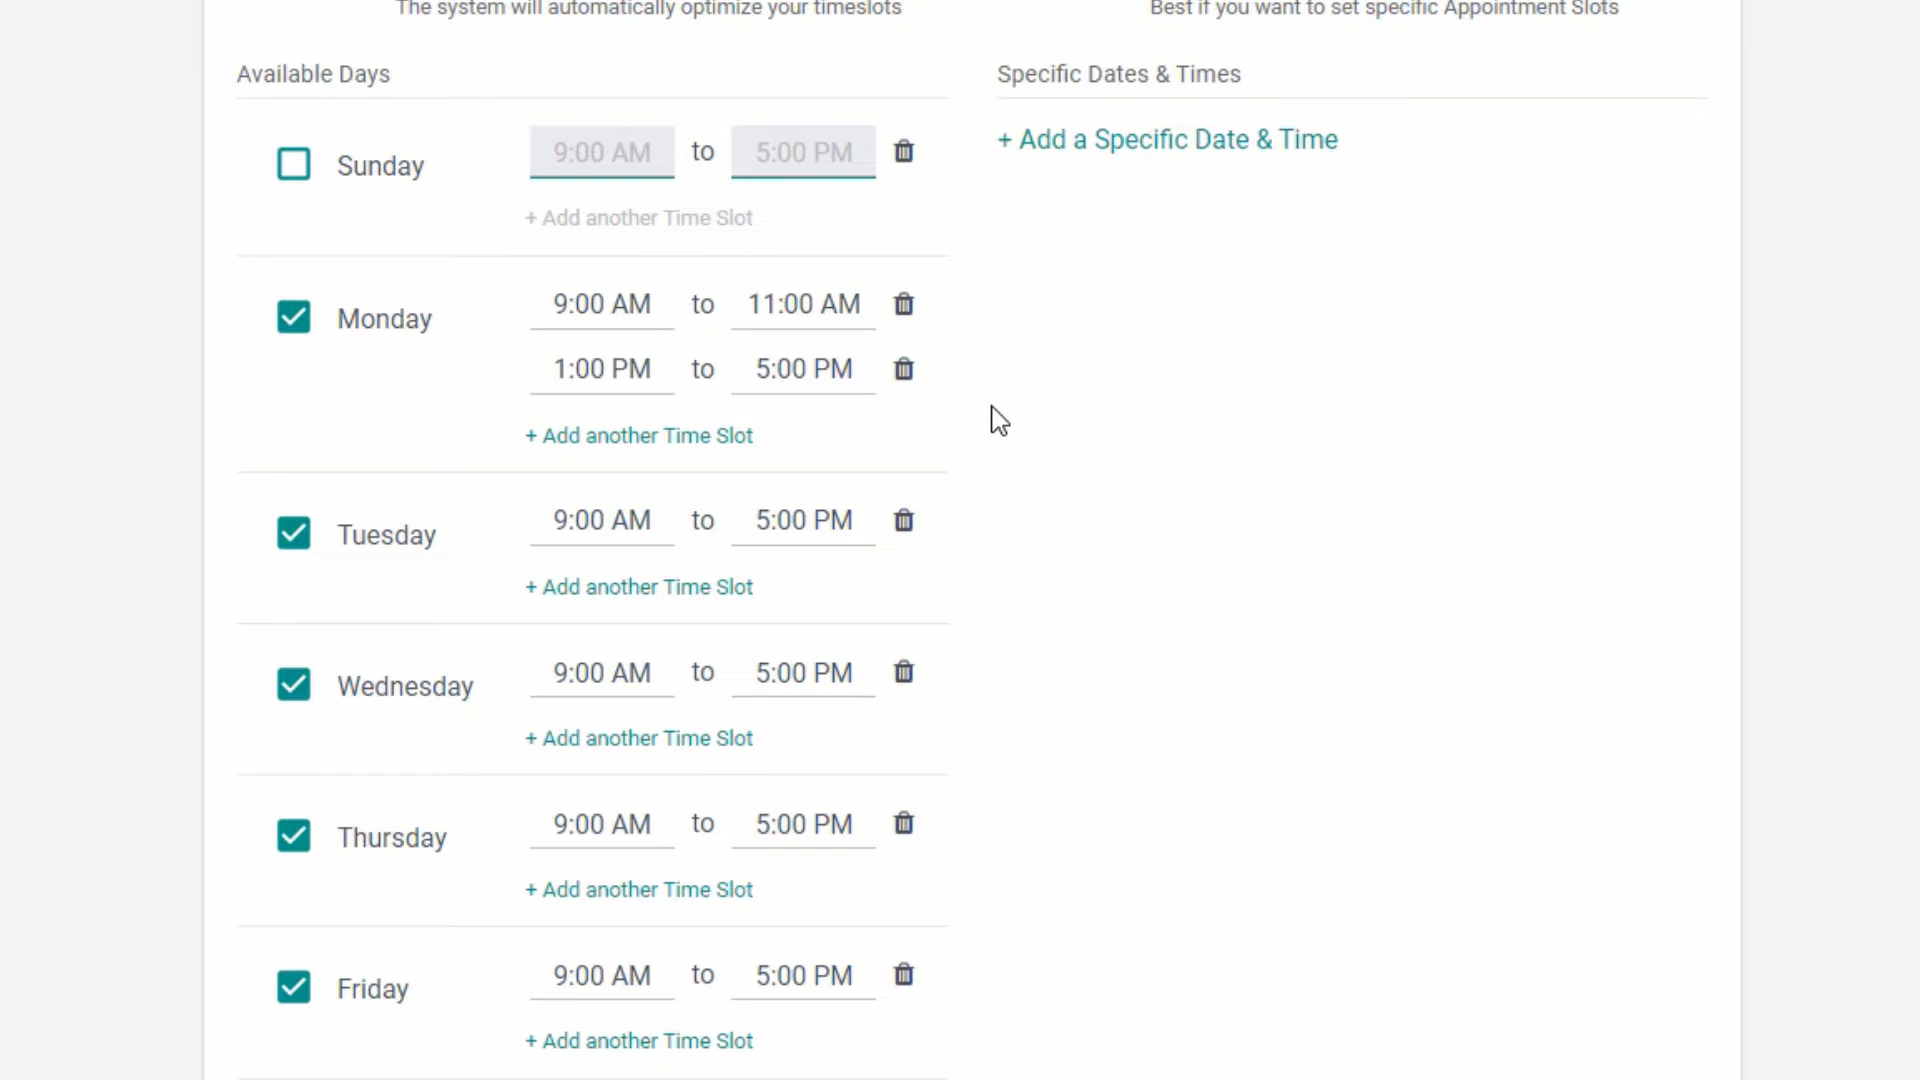 The system will automatically optimize your timeslots
Best if you want to set specific Appointment Slots
Available Days
Specific Dates & Times
+ Add a Specific Date & Time
Sunday
9:00 AM to 5:00 PM
+ Add another Time Slot
Monday
9:00 AM to 11:00 AM
1:00 PM to 5:00 PM
+ Add another Time Slot
Tuesday
9:00 AM to 5:00 PM
+ Add another Time Slot
Wednesday
9:00 AM to 5:00 PM
+ Add another Time Slot
Thursday
9:00 AM to 5:00 PM
+ Add another Time Slot
Friday
9:00 AM to 5:00 PM
+ Add another Time Slot